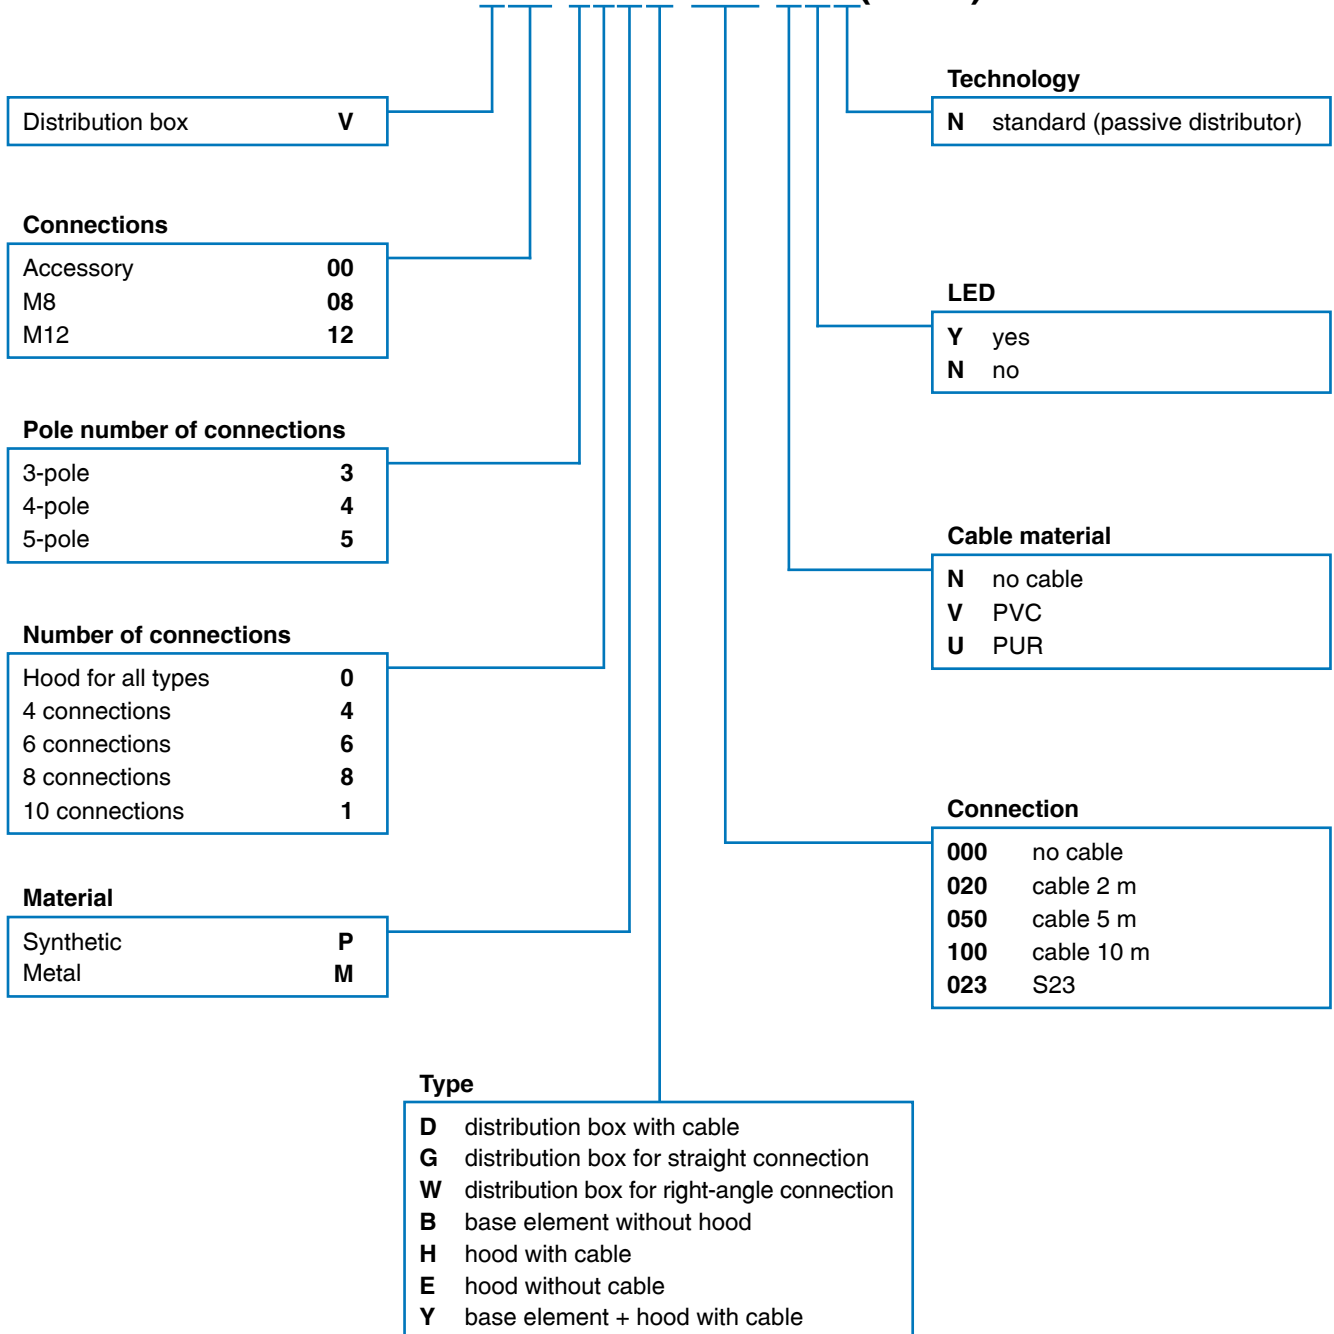 Distribution box V
Connections
Accessory 00
M8 08
M12 12
Pole number of connections
3-pole 3
4-pole 4
5-pole 5
Number of connections
Hood for all types 0
4 connections 4
6 connections 6
8 connections 8
10 connections 1
Material
Synthetic P
Metal M
Technology
N standard (passive distributor)
LED
Y yes
N no
Cable material
N no cable
V PVC
U PUR
Connection
000 no cable
020 cable 2 m
050 cable 5 m
100 cable 10 m
023 S23
Type
D distribution box with cable
G distribution box for straight connection
W distribution box for right-angle connection
B base element without hood
H hood with cable
E hood without cable
Y base element + hood with cable